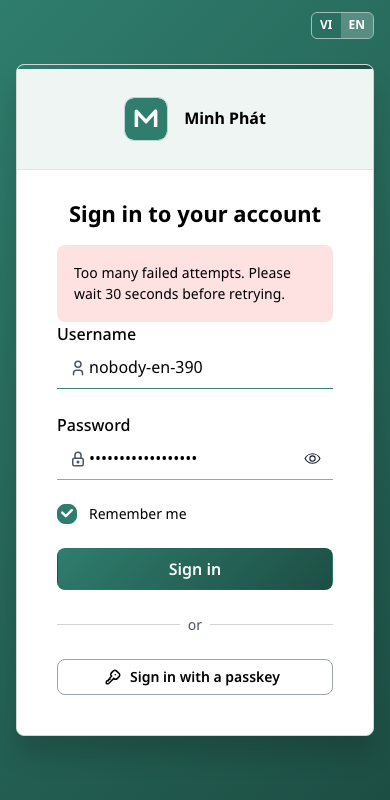 VI EN
Minh Phát
Sign in to your account
Too many failed attempts. Please
wait 30 seconds before retrying.
Username
nobody-en-390
Password
••••••••••••••••••
Remember me
Sign in
or
Sign in with a passkey